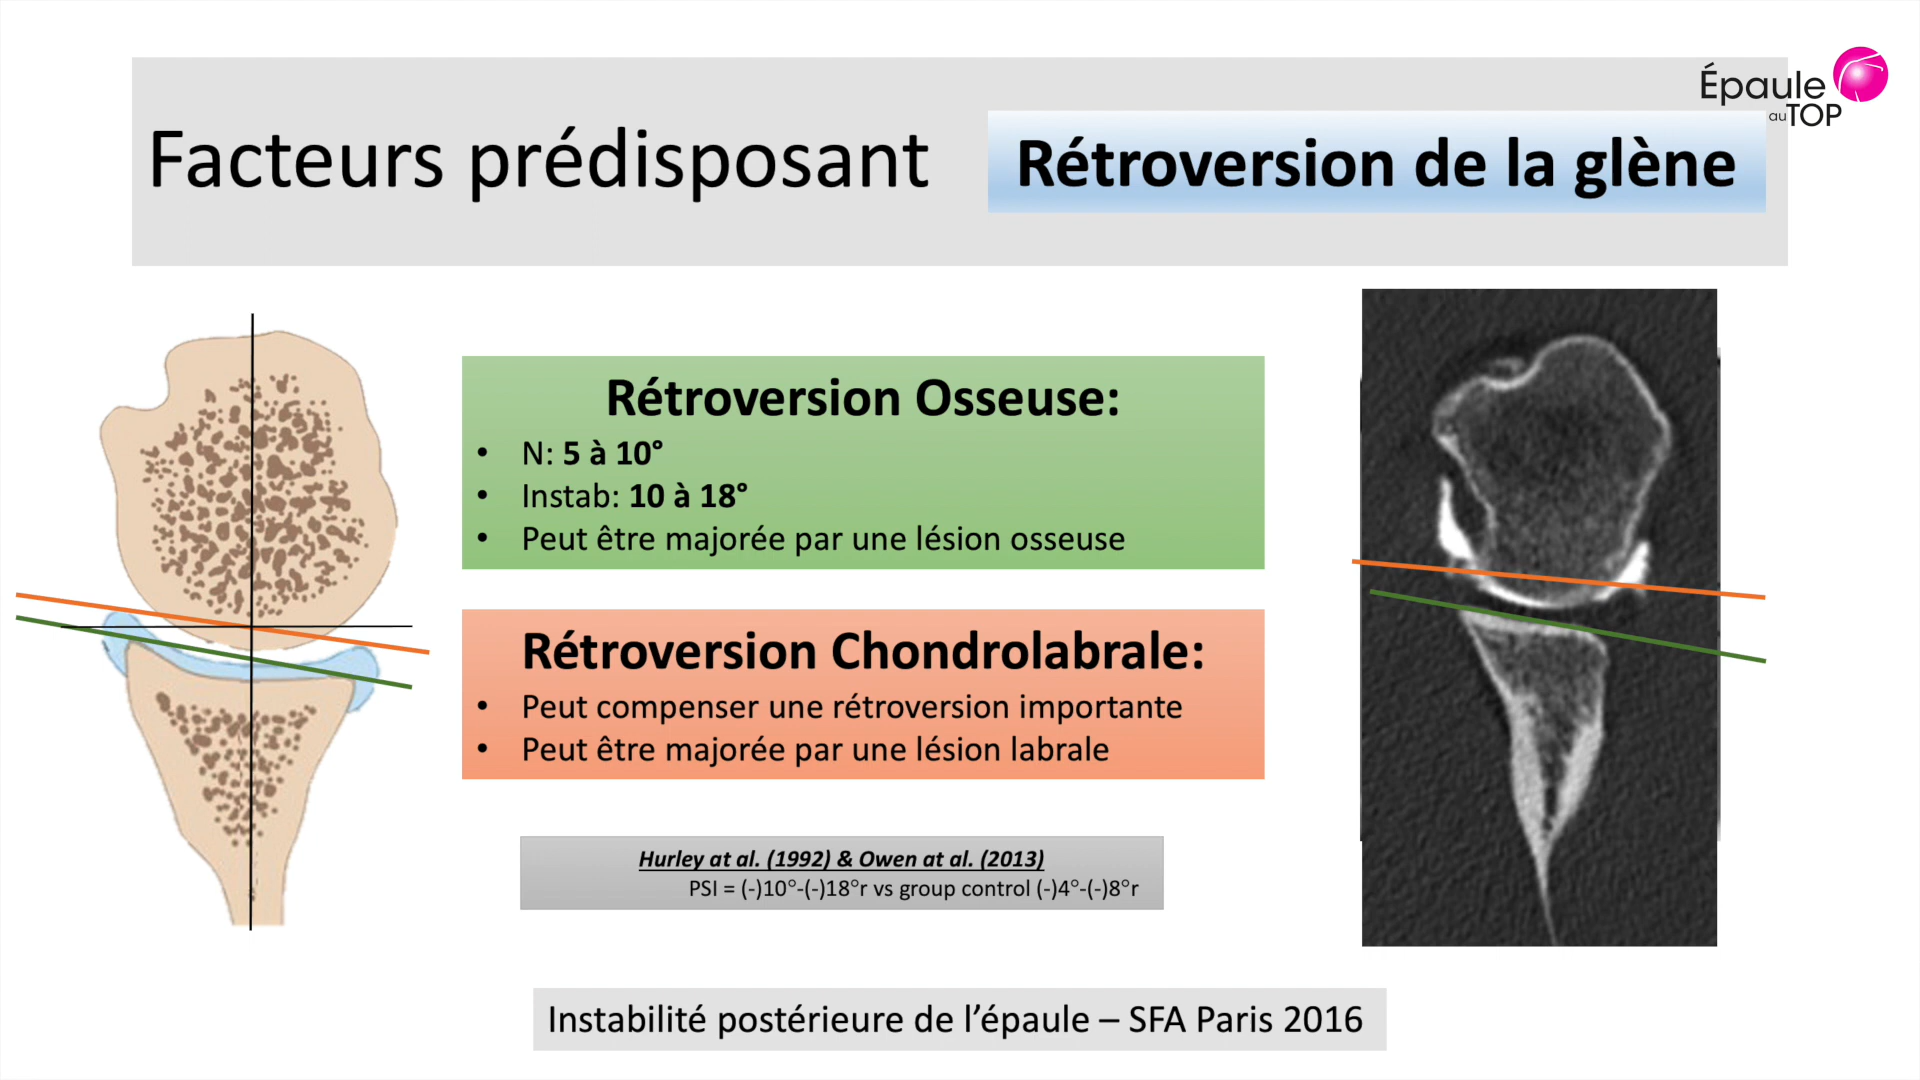 Épaule
au TOP
Facteurs prédisposant
Rétroversion de la glène
Rétroversion Osseuse:
• N: 5 à 10°
• Instab: 10 à 18°
• Peut être majorée par une lésion osseuse
Rétroversion Chondrolabrale:
• Peut compenser une rétroversion importante
• Peut être majorée par une lésion labrale
Hurley at al. (1992) & Owen at al. (2013)
PSI = (-)10°-(-)18°r vs group control (-)4°-(-)8°r
Instabilité postérieure de l’épaule – SFA Paris 2016